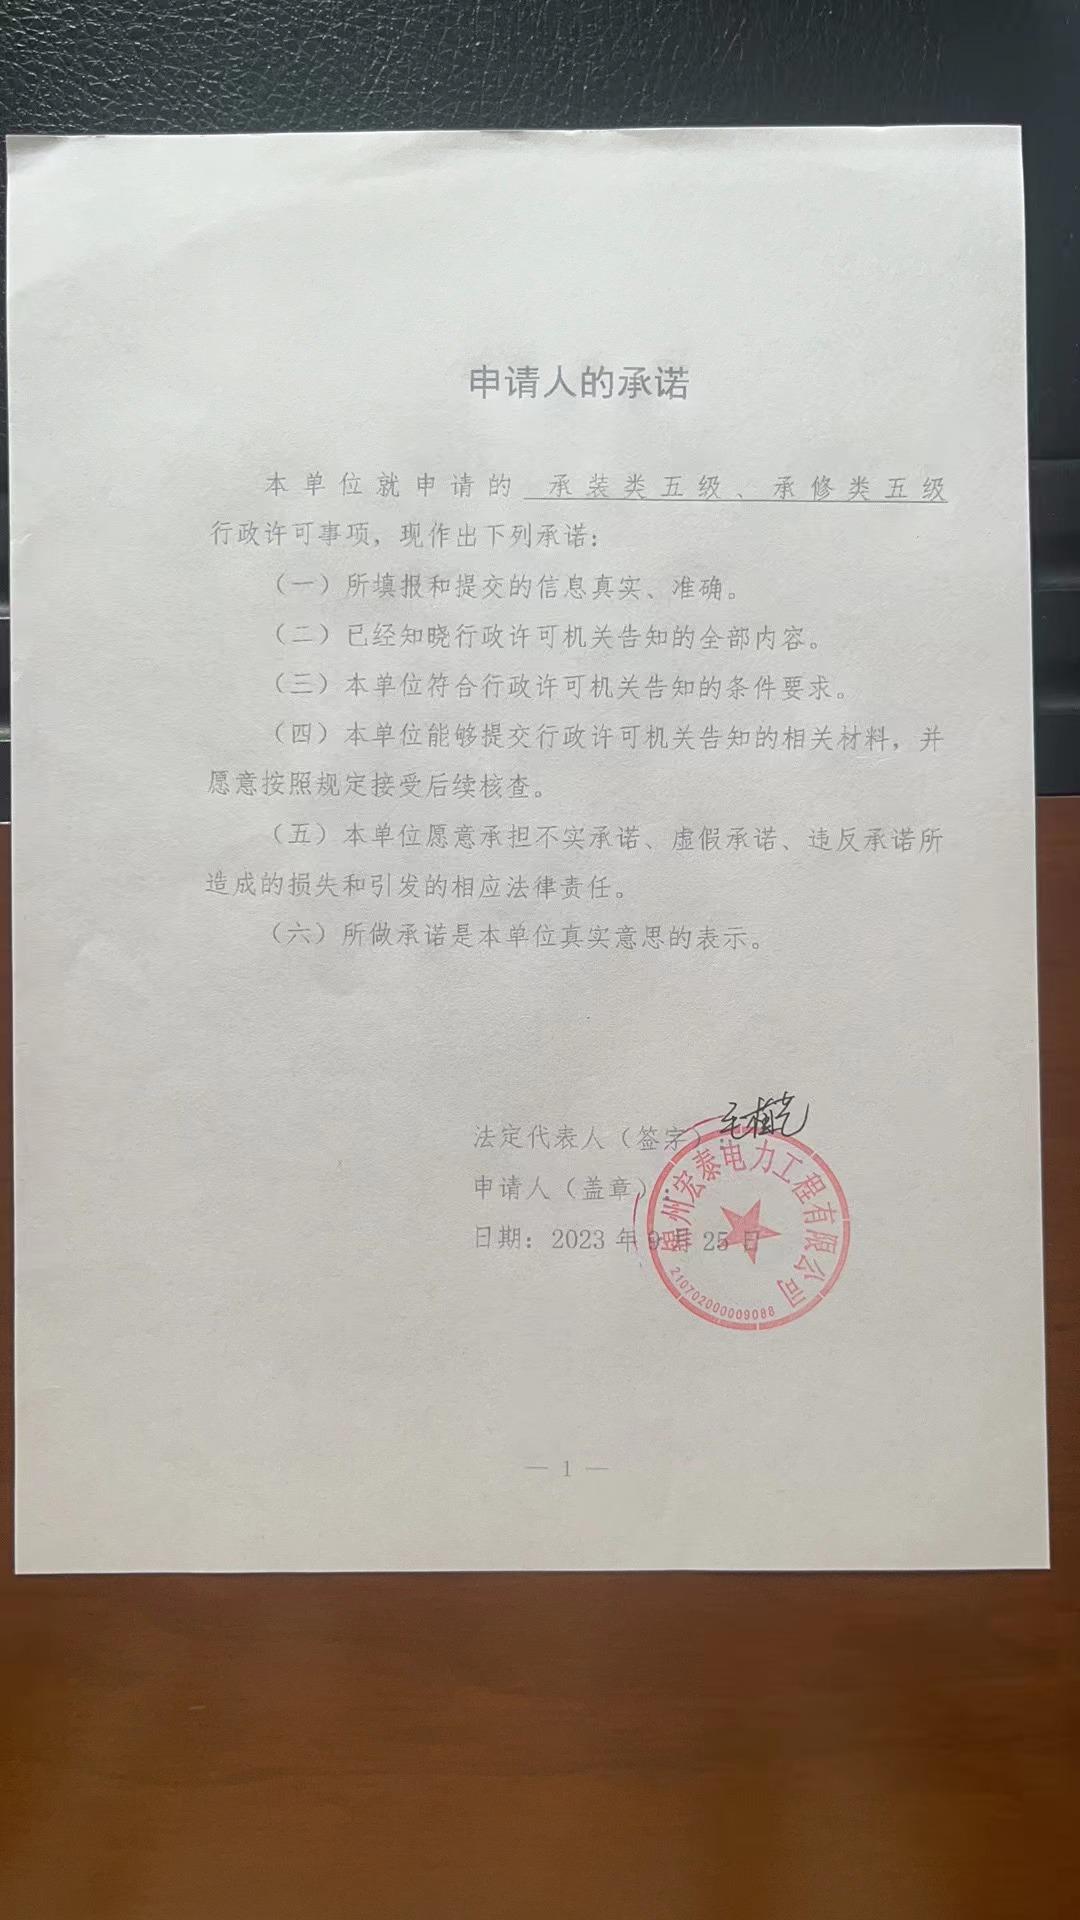 申请人的承诺
本单位就申请的 承装类五级、承修类五级
行政许可事项，现作出下列承诺：
（一）所填报和提交的信息真实、准确。
（二）已经知晓行政许可机关告知的全部内容。
（三）本单位符合行政许可机关告知的条件要求。
（四）本单位能够提交行政许可机关告知的相关材料，并
愿意按照规定接受后续核查。
（五）本单位愿意承担不实承诺、虚假承诺、违反承诺所
造成的损失和引发的相应法律责任。
（六）所做承诺是本单位真实意思的表示。
法定代表人（签字）：
申请人（盖章）：
日期：2023 年 9 月 25 日
锦州宏泰电力工程有限公司
210702000009088
— 1 —